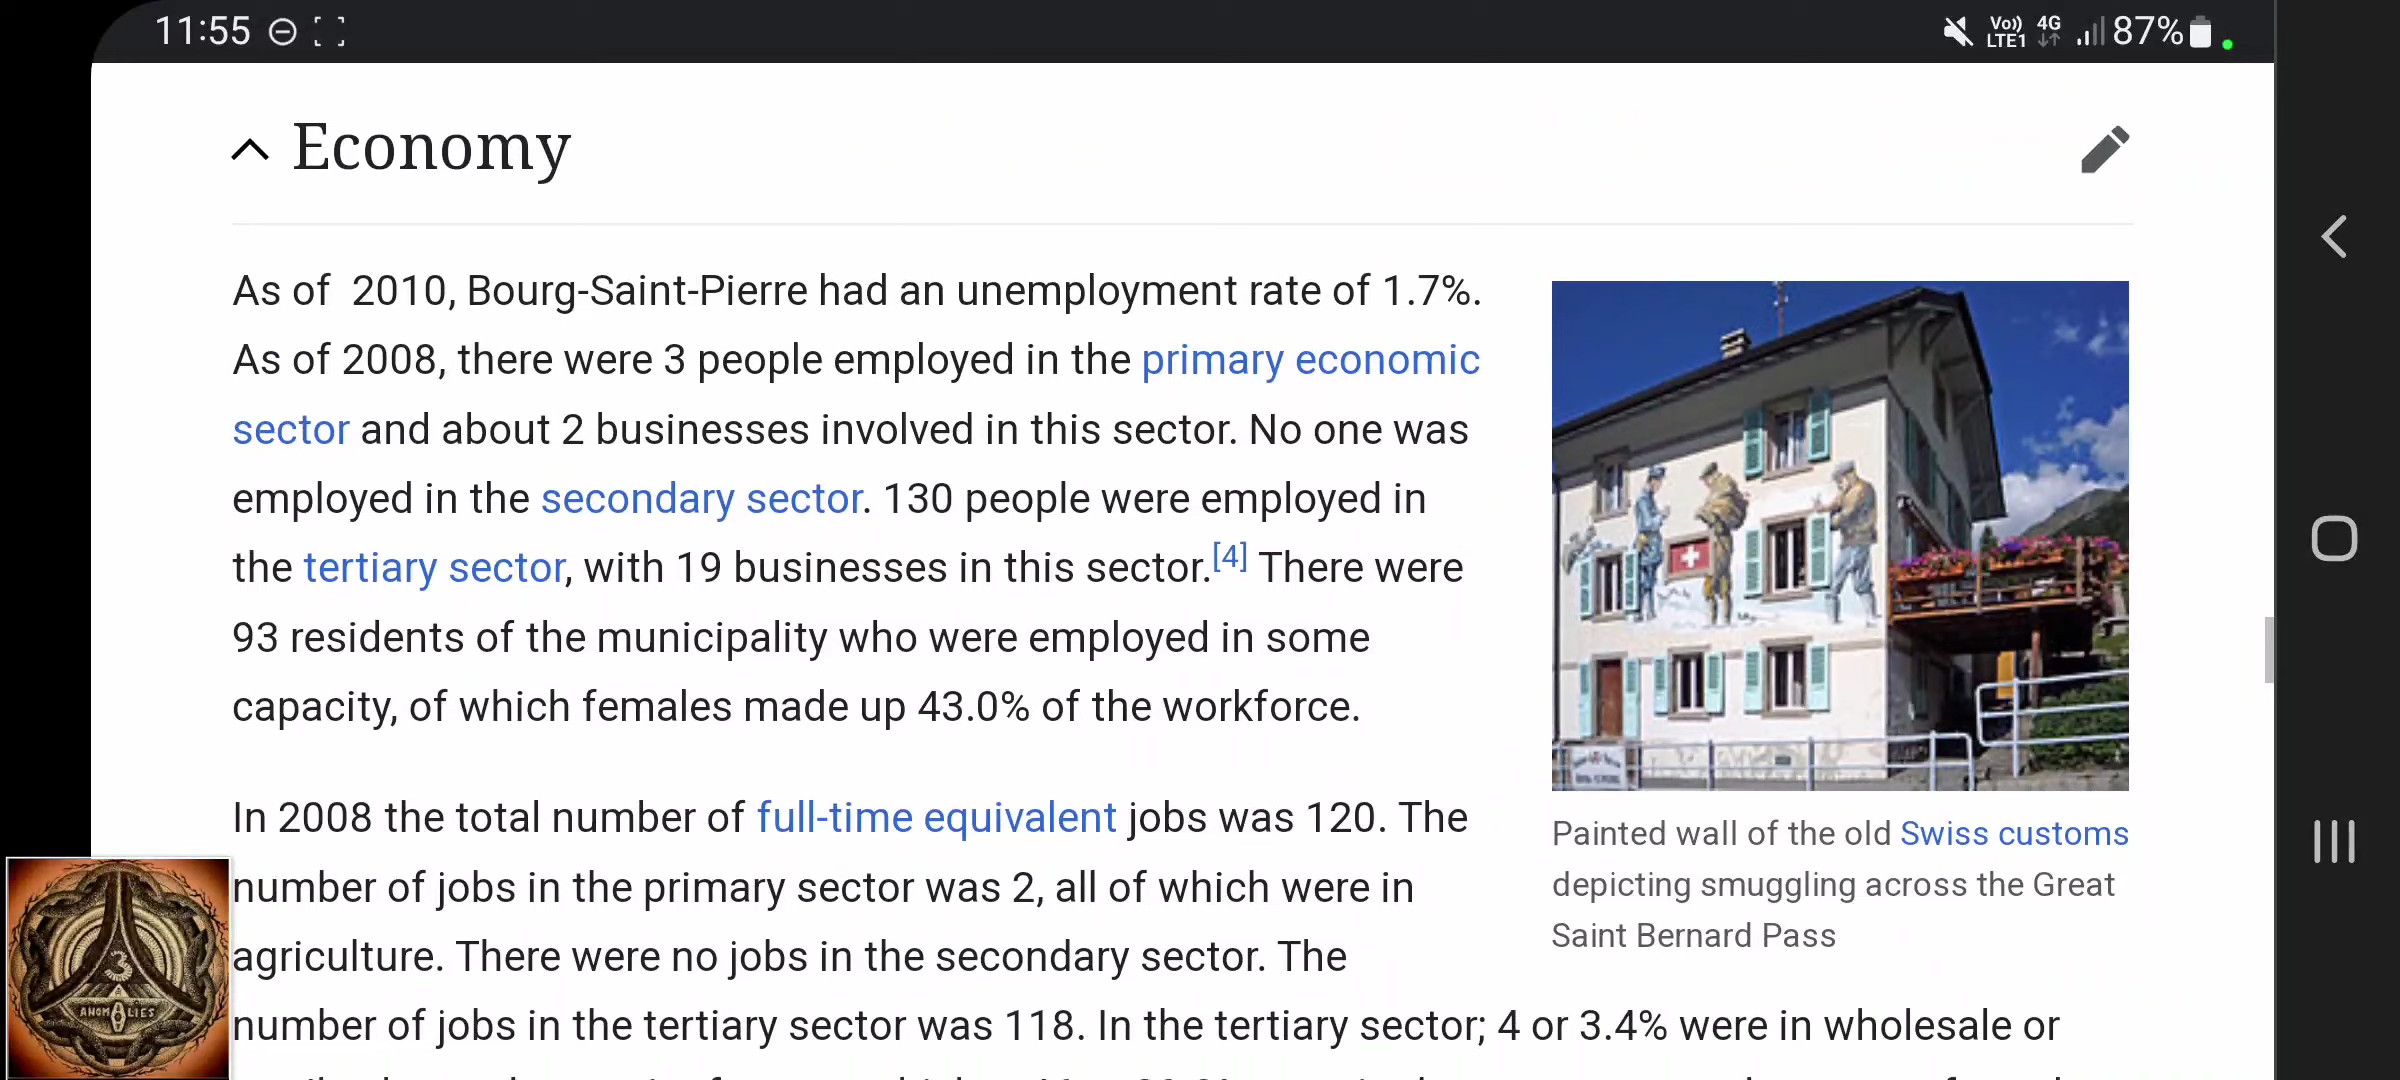 11:55
Vo)) LTE1 4G 87%
Economy
As of 2010, Bourg-Saint-Pierre had an unemployment rate of 1.7%.
As of 2008, there were 3 people employed in the primary economic
sector and about 2 businesses involved in this sector. No one was
employed in the secondary sector. 130 people were employed in
the tertiary sector, with 19 businesses in this sector.[4] There were
93 residents of the municipality who were employed in some
capacity, of which females made up 43.0% of the workforce.
In 2008 the total number of full-time equivalent jobs was 120. The
number of jobs in the primary sector was 2, all of which were in
agriculture. There were no jobs in the secondary sector. The
number of jobs in the tertiary sector was 118. In the tertiary sector; 4 or 3.4% were in wholesale or
Painted wall of the old Swiss customs
depicting smuggling across the Great
Saint Bernard Pass
ANOMALIES